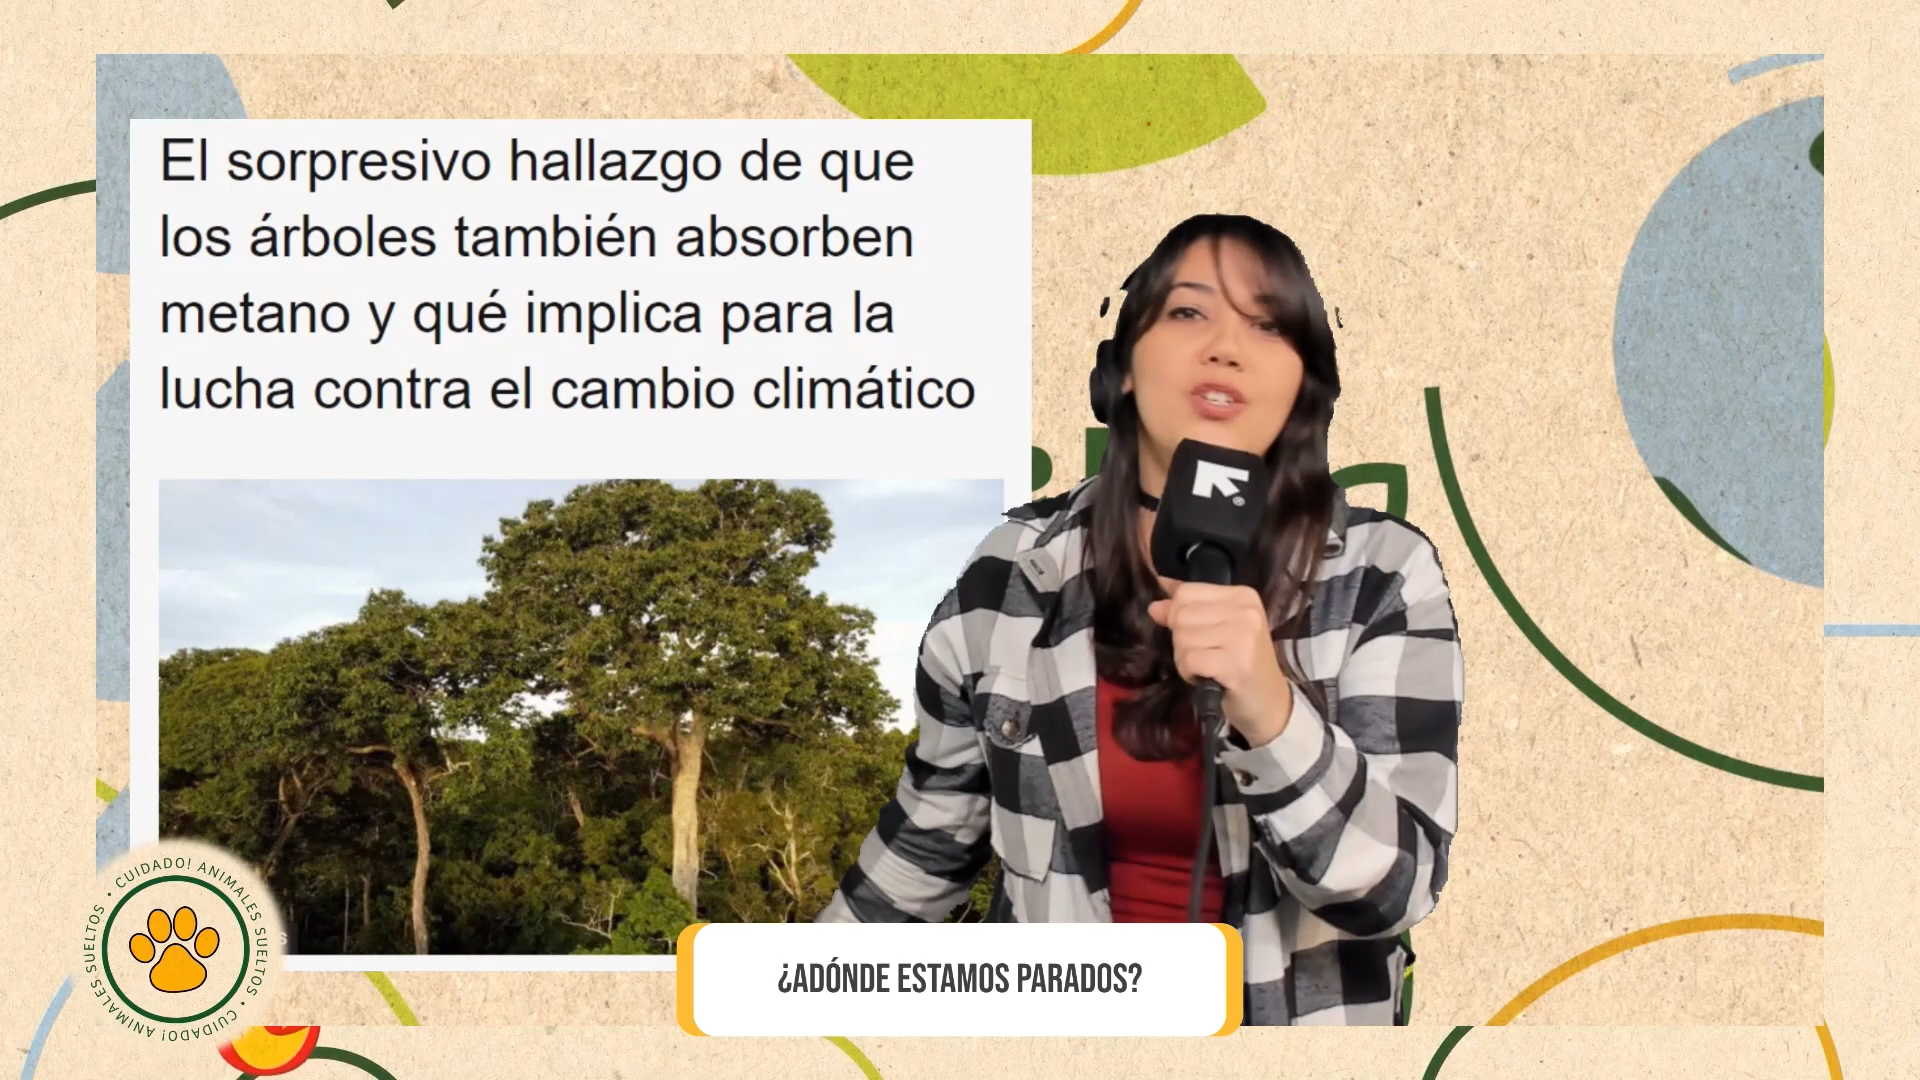 El sorpresivo hallazgo de que
los árboles también absorben
metano y qué implica para la
lucha contra el cambio climático
• CUIDADO! ANIMALES SUELTOS • CUIDADO! ANIMALES SUELTOS
¿ADÓNDE ESTAMOS PARADOS?